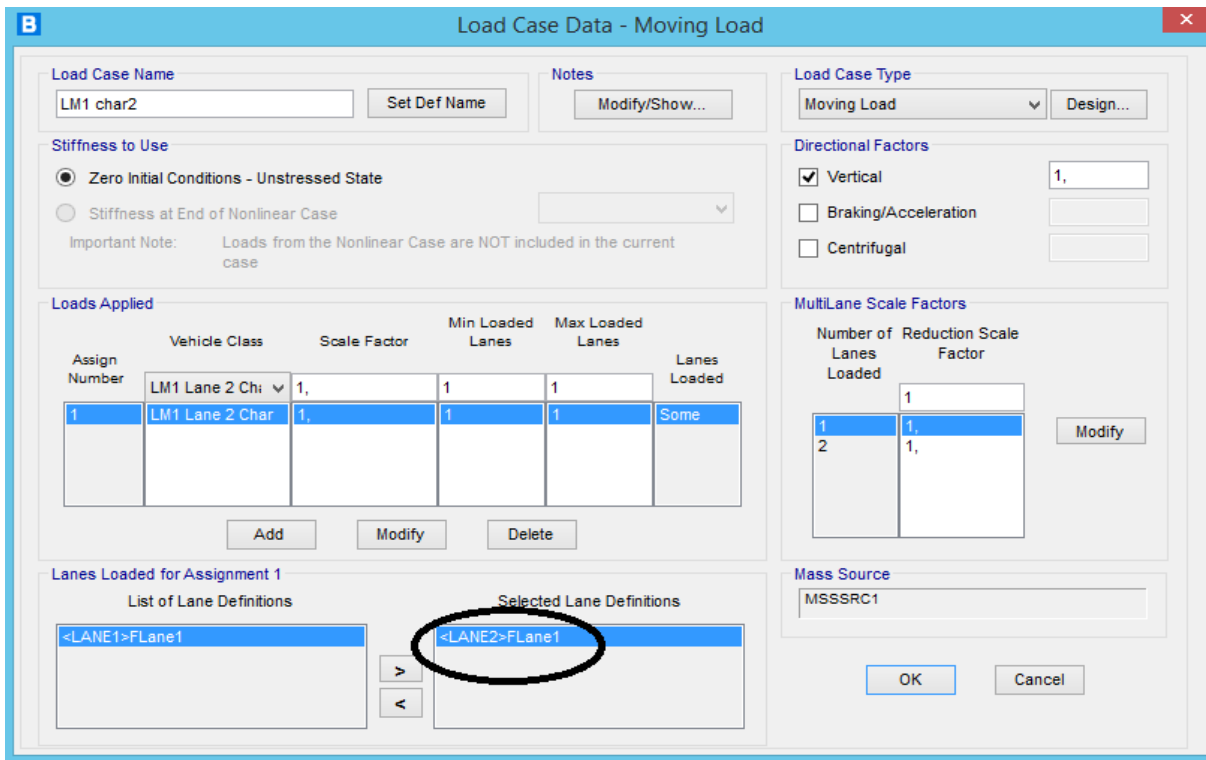 B
Load Case Data - Moving Load
×
Load Case Name
LM1 char2
Set Def Name
Notes
Modify/Show...
Load Case Type
Moving Load
Design...
Stiffness to Use
Zero Initial Conditions - Unstressed State
Stiffness at End of Nonlinear Case
Important Note: Loads from the Nonlinear Case are NOT included in the current
case
Directional Factors
Vertical 1,
Braking/Acceleration
Centrifugal
Loads Applied
Assign
Number
Vehicle Class
Scale Factor
Min Loaded
Lanes
Max Loaded
Lanes
Lanes
Loaded
LM1 Lane 2 Cha 1, 1 1
1 LM1 Lane 2 Char 1, 1 1 Some
Add
Modify
Delete
MultiLane Scale Factors
Number of
Lanes
Loaded
Reduction Scale
Factor
1
1 1,
2 1,
Modify
Lanes Loaded for Assignment 1
List of Lane Definitions
<LANE1>FLane1
>
<
Selected Lane Definitions
<LANE2>FLane1
Mass Source
MSSSRC1
OK
Cancel